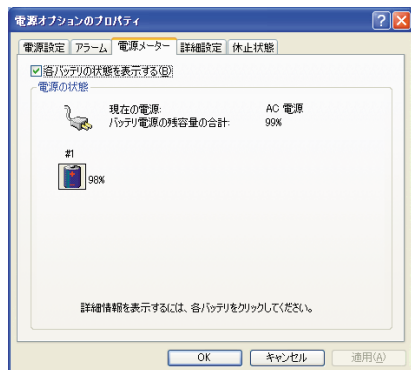 電源オプションのプロパティ
電源設定 アラーム 電源メーター 詳細設定 休止状態
各バッテリの状態を表示する(B)
電源の状態
現在の電源: AC 電源
バッテリ電源の残容量の合計: 99%
#1
98%
詳細情報を表示するには、各バッテリをクリックしてください。
OK キャンセル 適用(A)